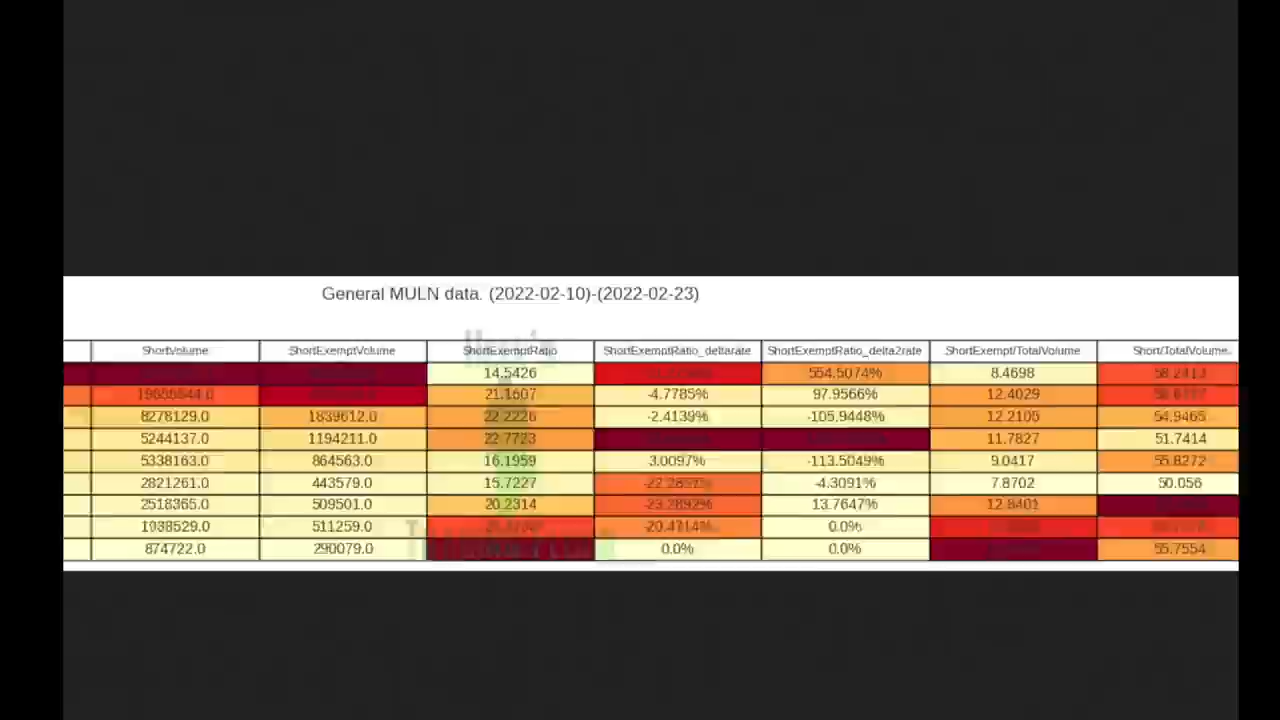 General MULN data. (2022-02-10)-(2022-02-23)
ShortVolume ShortExemptVolume ShortExemptRatio ShortExemptRatio_deltarate ShortExemptRatio_delta2rate ShortExempt/TotalVolume Short/TotalVolume
14.5426 554.5074% 8.4698
21.1607 -4.7785% 97.9566% 12.4029
8278129.0 1839612.0 22.2226 -2.4139% -105.9448% 12.2105 54.9465
5244137.0 1194211.0 22.7723 11.7827 51.7414
5338163.0 864563.0 16.1959 3.0097% -113.5049% 9.0417 55.8272
2821261.0 443579.0 15.7227 -4.3091% 7.8702 50.056
2518365.0 509501.0 20.2314 -23.2892% 13.7647% 12.8401
1938529.0 511259.0 -20.4714% 0.0%
874722.0 290079.0 0.0% 0.0% 55.7554